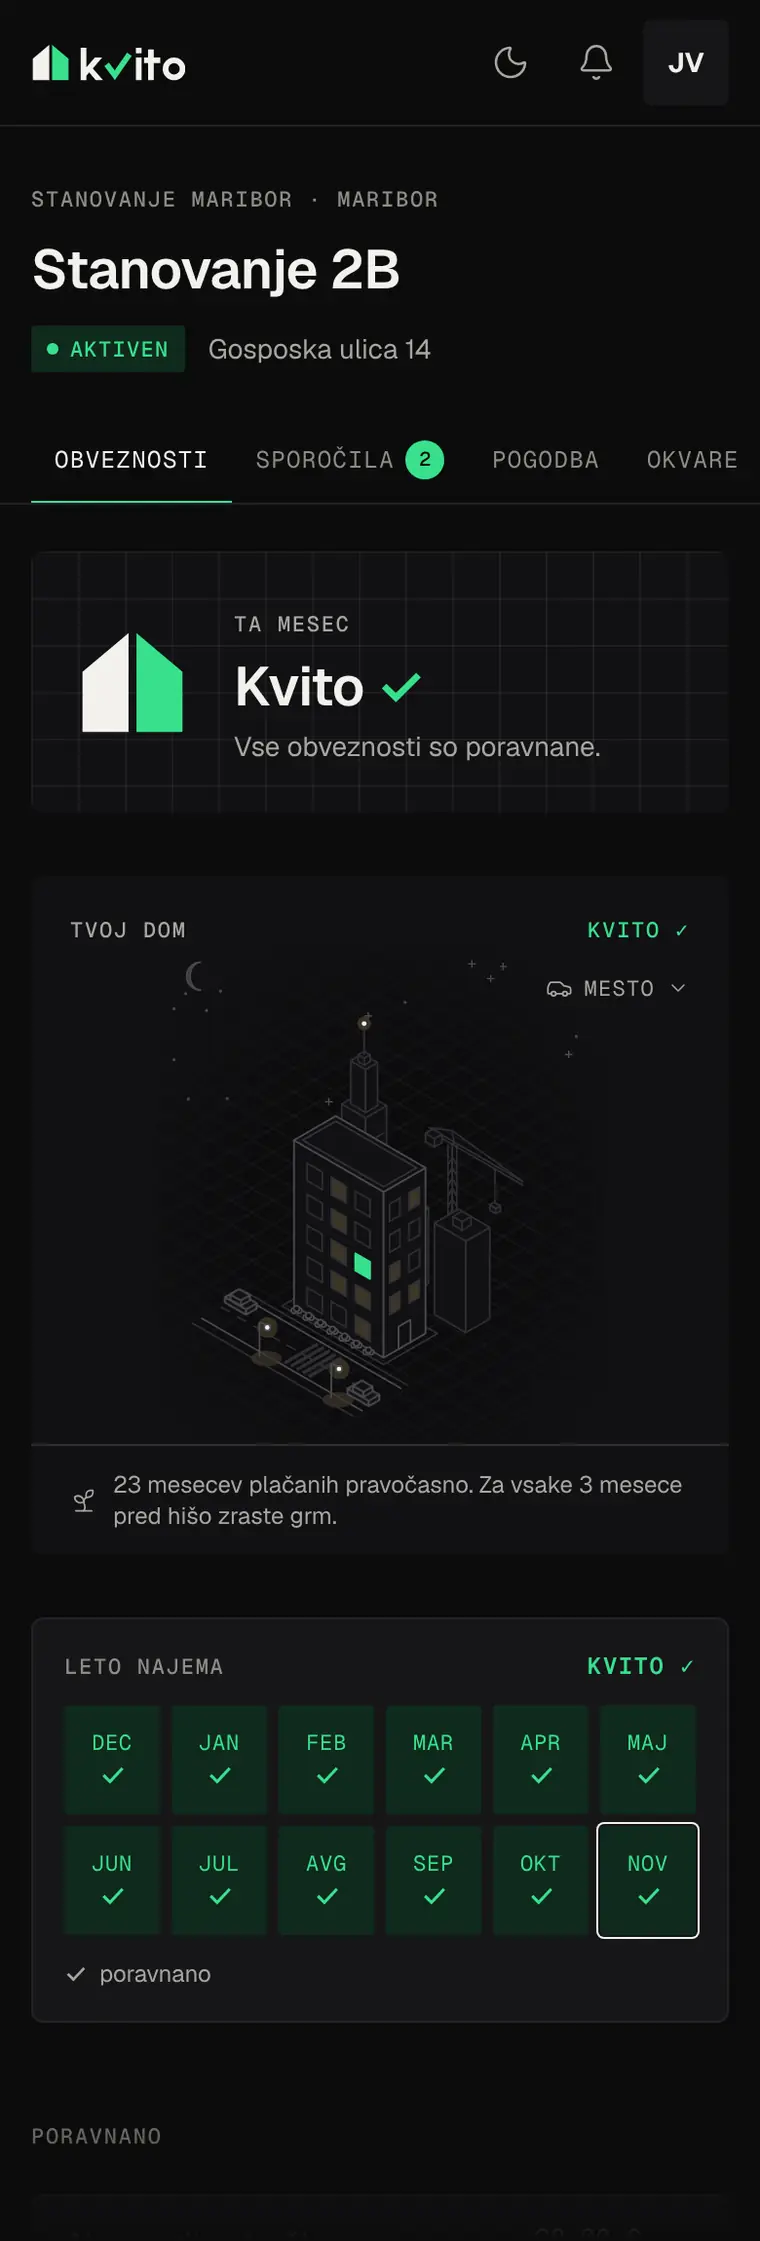 kvito
JV
STANOVANJE MARIBOR · MARIBOR
Stanovanje 2B
AKTIVEN
Gosposka ulica 14
OBVEZNOSTI
SPOROČILA 2
POGODBA
OKVARE
TA MESEC
Kvito ✓
Vse obveznosti so poravnane.
TVOJ DOM
KVITO ✓
MESTO
23 mesecev plačanih pravočasno. Za vsake 3 mesece
pred hišo zraste grm.
LETO NAJEMA
KVITO ✓
DEC JAN FEB MAR APR MAJ
✓ ✓ ✓ ✓ ✓ ✓
JUN JUL AVG SEP OKT NOV
✓ ✓ ✓ ✓ ✓ ✓
✓ poravnano
PORAVNANO